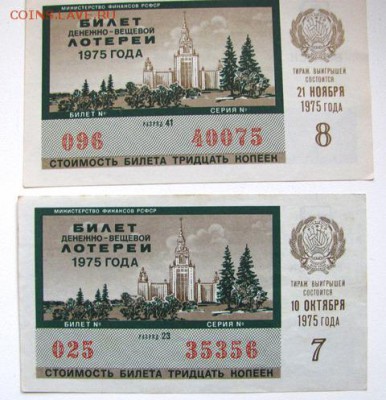 COINSS.LAVE.RU
МИНИСТЕРСТВО ФИНАНСОВ РСФСР
БИЛЕТ
ДЕНЕЖНО-ВЕЩЕВОЙ
ЛОТЕРЕИ
1975 ГОДА
ТИРАЖ ВЫИГРЫШЕЙ
СОСТОИТСЯ
21 НОЯБРЯ
1975 ГОДА
8
БИЛЕТ №
РАЗРЯД 41
СЕРИЯ №
096
40075
СТОИМОСТЬ БИЛЕТА ТРИДЦАТЬ КОПЕЕК
МИНИСТЕРСТВО ФИНАНСОВ РСФСР
БИЛЕТ
ДЕНЕЖНО-ВЕЩЕВОЙ
ЛОТЕРЕИ
1975 ГОДА
ТИРАЖ ВЫИГРЫШЕЙ
СОСТОИТСЯ
10 ОКТЯБРЯ
1975 ГОДА
7
БИЛЕТ №
РАЗРЯД 23
СЕРИЯ №
025
35356
СТОИМОСТЬ БИЛЕТА ТРИДЦАТЬ КОПЕЕК